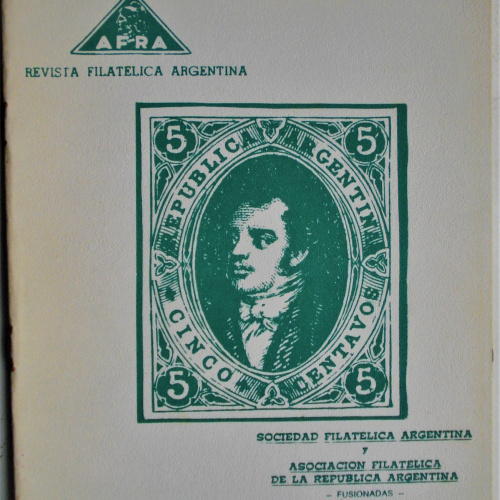 AFRA
REVISTA FILATELICA ARGENTINA
5 5
REPUBLICA ARGENTINA
CINCO CENTAVOS
5 5
SOCIEDAD FILATELICA ARGENTINA
Y
ASOCIACION FILATELICA
DE LA REPUBLICA ARGENTINA
- FUSIONADAS -